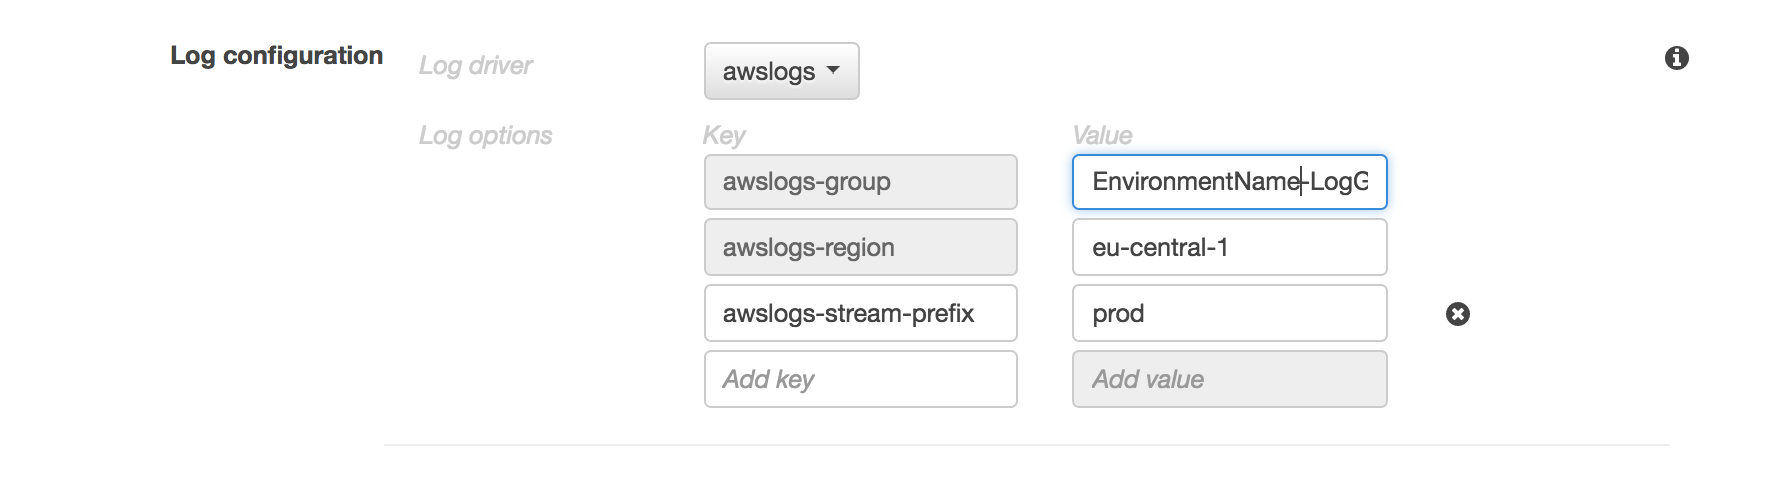 Log configuration
Log driver
awslogs
Log options
Key
Value
awslogs-group
EnvironmentName-LogG
awslogs-region
eu-central-1
awslogs-stream-prefix
prod
Add key
Add value